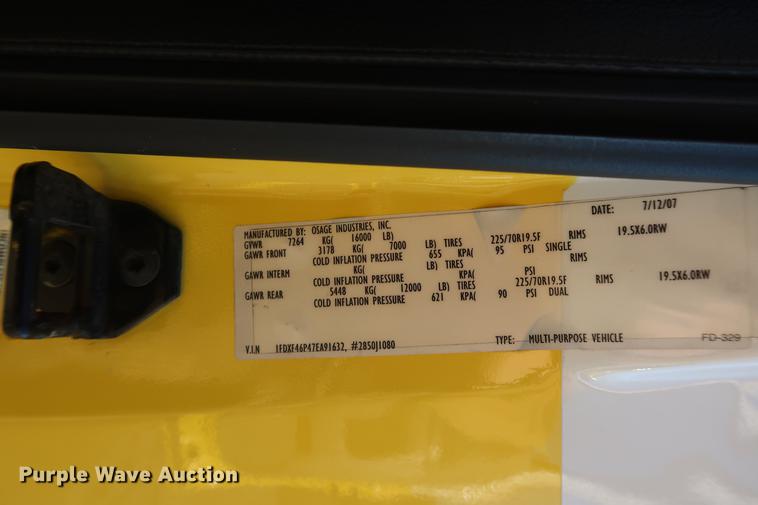 MANUFACTURED BY: OSAGE INDUSTRIES, INC. DATE: 7/12/07
GVWR 7264 KG( 16000 LB)
GAWR FRONT 3178 KG( 7000 LB) TIRES 225/70R19.5F RIMS 19.5X6.0RW
COLD INFLATION PRESSURE 655 KPA( 95 PSI SINGLE
GAWR INTERM KG( LB) TIRES RIMS
COLD INFLATION PRESSURE KPA( PSI
GAWR REAR 5448 KG( 12000 LB) TIRES 225/70R19.5F RIMS 19.5X6.0RW
COLD INFLATION PRESSURE 621 KPA( 90 PSI DUAL
V.I.N 1FDXF46P47EA91632, #2850J1080 TYPE: MULTI-PURPOSE VEHICLE FD-329
Purple Wave Auction